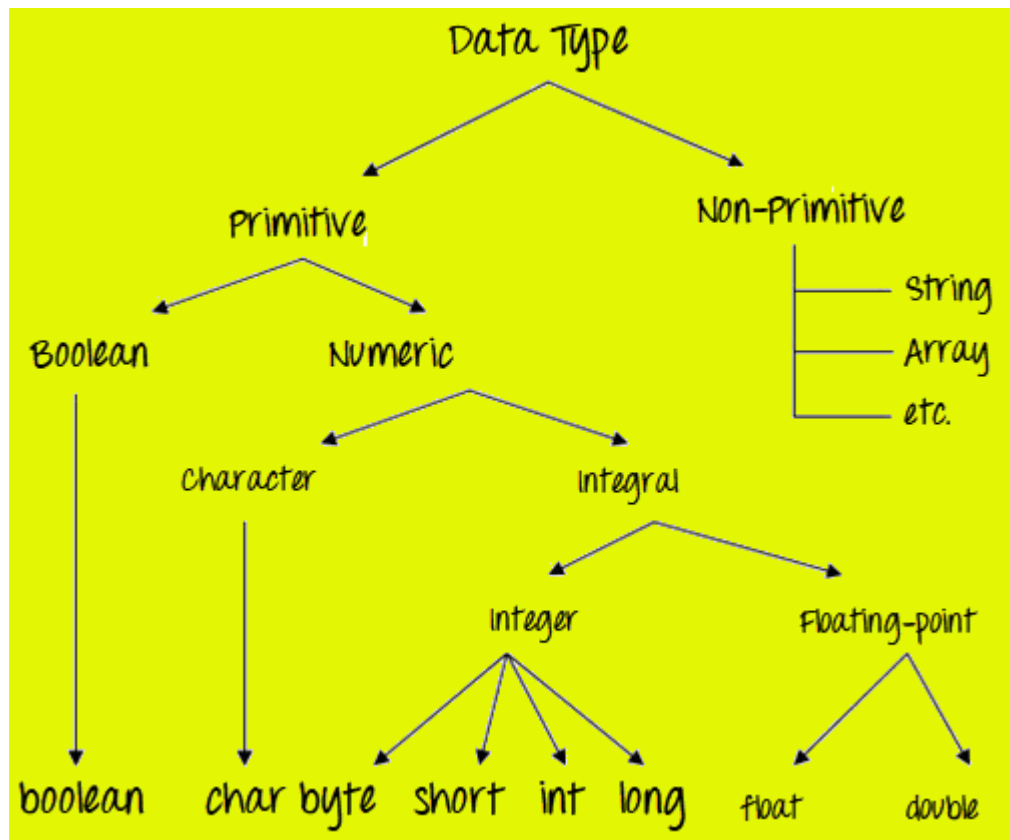 Data Type
Primitive
Non-Primitive
String
Boolean
Numeric
Array
etc.
Character
Integral
Integer
Floating-point
boolean
char byte
short
int
long
float
double